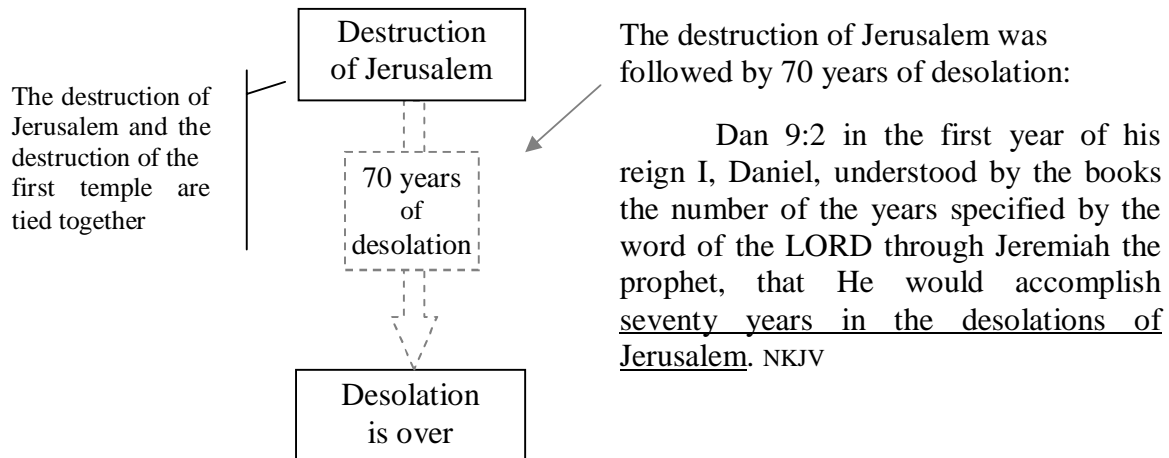 Destruction
of Jerusalem
The destruction of
Jerusalem and the
destruction of the
first temple are
tied together
70 years
of
desolation
Desolation
is over
The destruction of Jerusalem was
followed by 70 years of desolation:
Dan 9:2 in the first year of his
reign I, Daniel, understood by the books
the number of the years specified by the
word of the LORD through Jeremiah the
prophet, that He would accomplish
seventy years in the desolations of
Jerusalem. NKJV